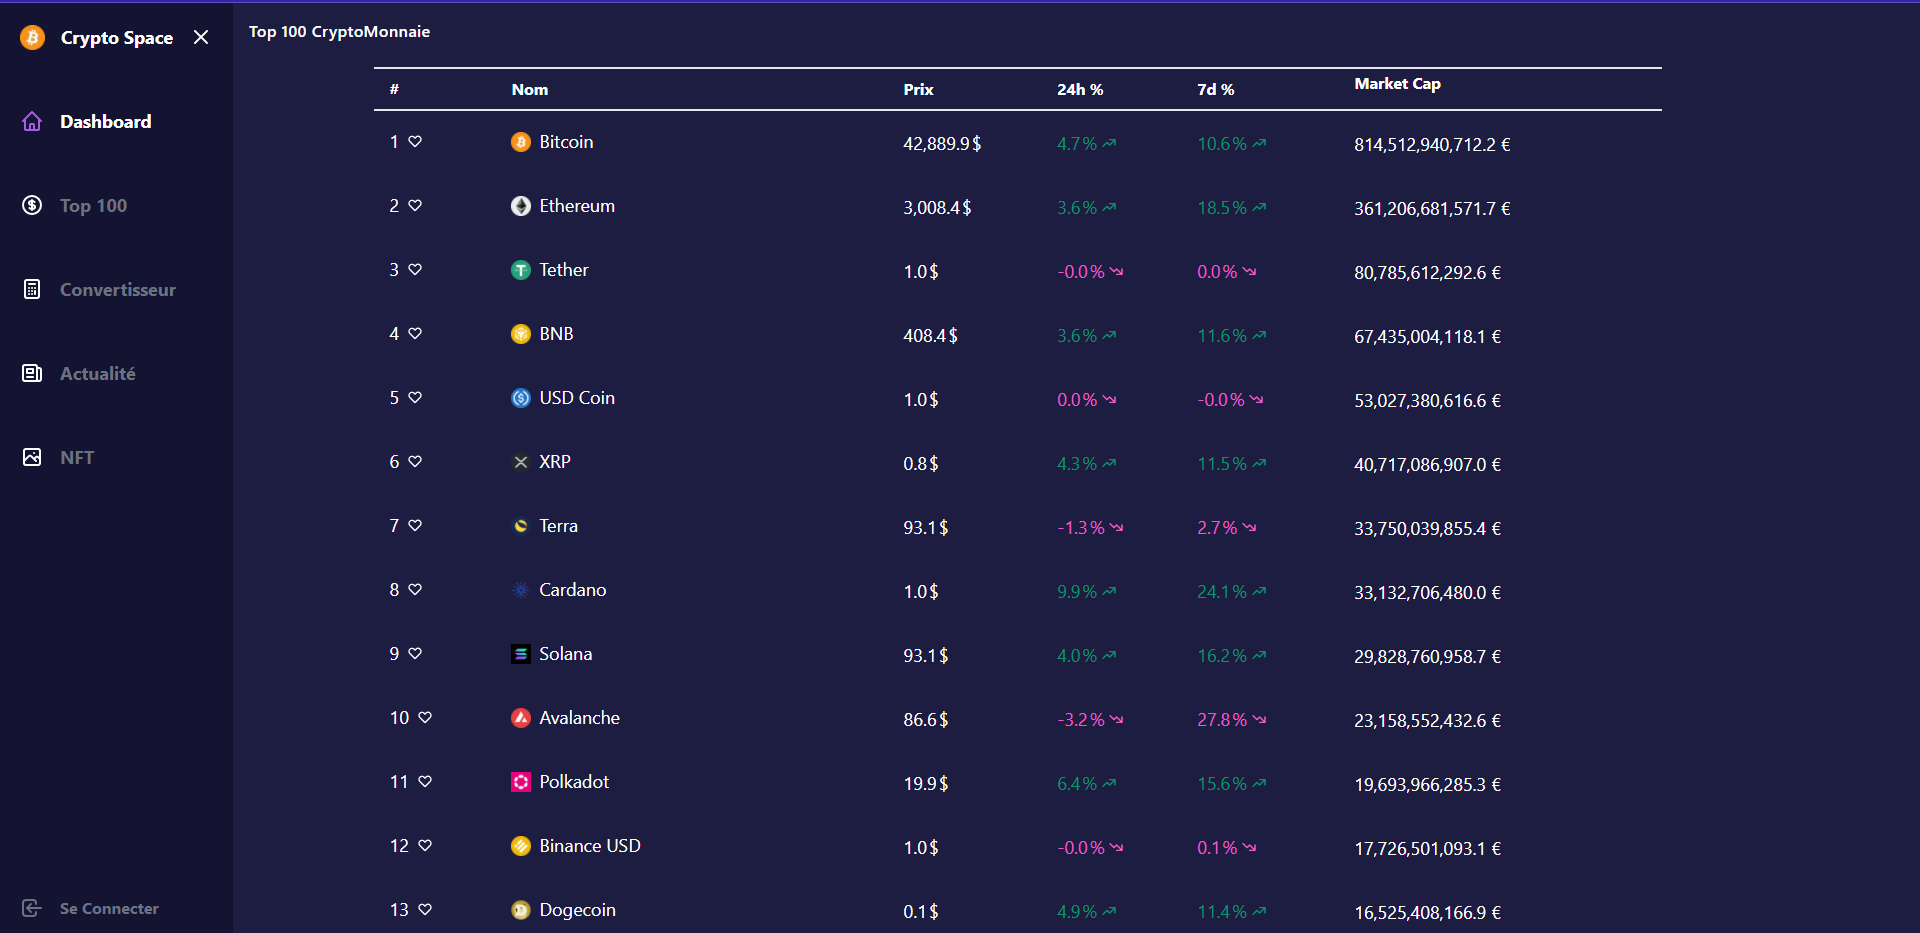 Crypto Space
Dashboard
Top 100
Convertisseur
Actualité
NFT
Se Connecter
Top 100 CryptoMonnaie
# Nom Prix 24h % 7d % Market Cap
1 Bitcoin 42,889.9$ 4.7% 10.6% 814,512,940,712.2 €
2 Ethereum 3,008.4$ 3.6% 18.5% 361,206,681,571.7 €
3 Tether 1.0$ -0.0% 0.0% 80,785,612,292.6 €
4 BNB 408.4$ 3.6% 11.6% 67,435,004,118.1 €
5 USD Coin 1.0$ 0.0% -0.0% 53,027,380,616.6 €
6 XRP 0.8$ 4.3% 11.5% 40,717,086,907.0 €
7 Terra 93.1$ -1.3% 2.7% 33,750,039,855.4 €
8 Cardano 1.0$ 9.9% 24.1% 33,132,706,480.0 €
9 Solana 93.1$ 4.0% 16.2% 29,828,760,958.7 €
10 Avalanche 86.6$ -3.2% 27.8% 23,158,552,432.6 €
11 Polkadot 19.9$ 6.4% 15.6% 19,693,966,285.3 €
12 Binance USD 1.0$ -0.0% 0.1% 17,726,501,093.1 €
13 Dogecoin 0.1$ 4.9% 11.4% 16,525,408,166.9 €